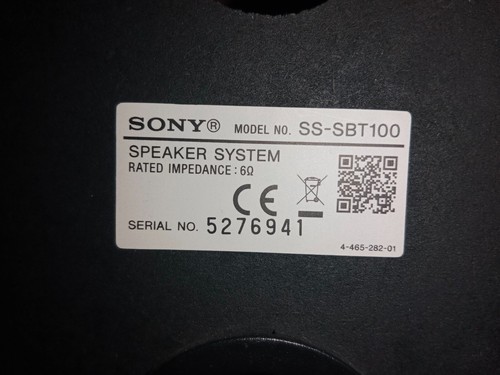 SONY® MODEL NO. SS-SBT100
SPEAKER SYSTEM
RATED IMPEDANCE: 6Ω
CE
SERIAL NO. 5276941
4-465-282-01